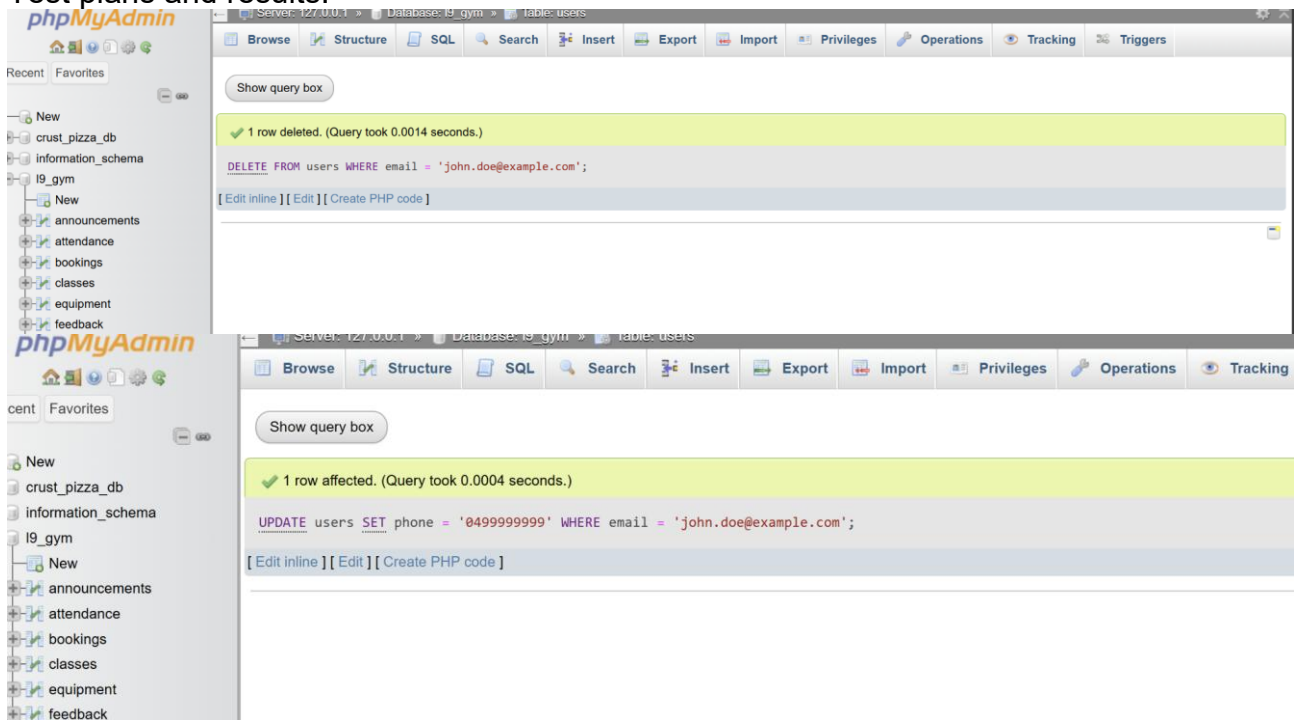 Test plans and results:
phpMyAdmin
Server: 127.0.0.1 » Database: l9_gym » Table: users
Browse Structure SQL Search Insert Export Import Privileges Operations Tracking Triggers
Recent Favorites
Show query box
New
crust_pizza_db
1 row deleted. (Query took 0.0014 seconds.)
information_schema
DELETE FROM users WHERE email = 'john.doe@example.com';
l9_gym
New
[ Edit inline ] [ Edit ] [ Create PHP code ]
announcements
attendance
bookings
classes
equipment
feedback
phpMyAdmin
Server: 127.0.0.1 » Database: l9_gym » Table: users
Browse Structure SQL Search Insert Export Import Privileges Operations Tracking
cent Favorites
Show query box
New
crust_pizza_db
1 row affected. (Query took 0.0004 seconds.)
information_schema
UPDATE users SET phone = '0499999999' WHERE email = 'john.doe@example.com';
l9_gym
New
[ Edit inline ] [ Edit ] [ Create PHP code ]
announcements
attendance
bookings
classes
equipment
feedback